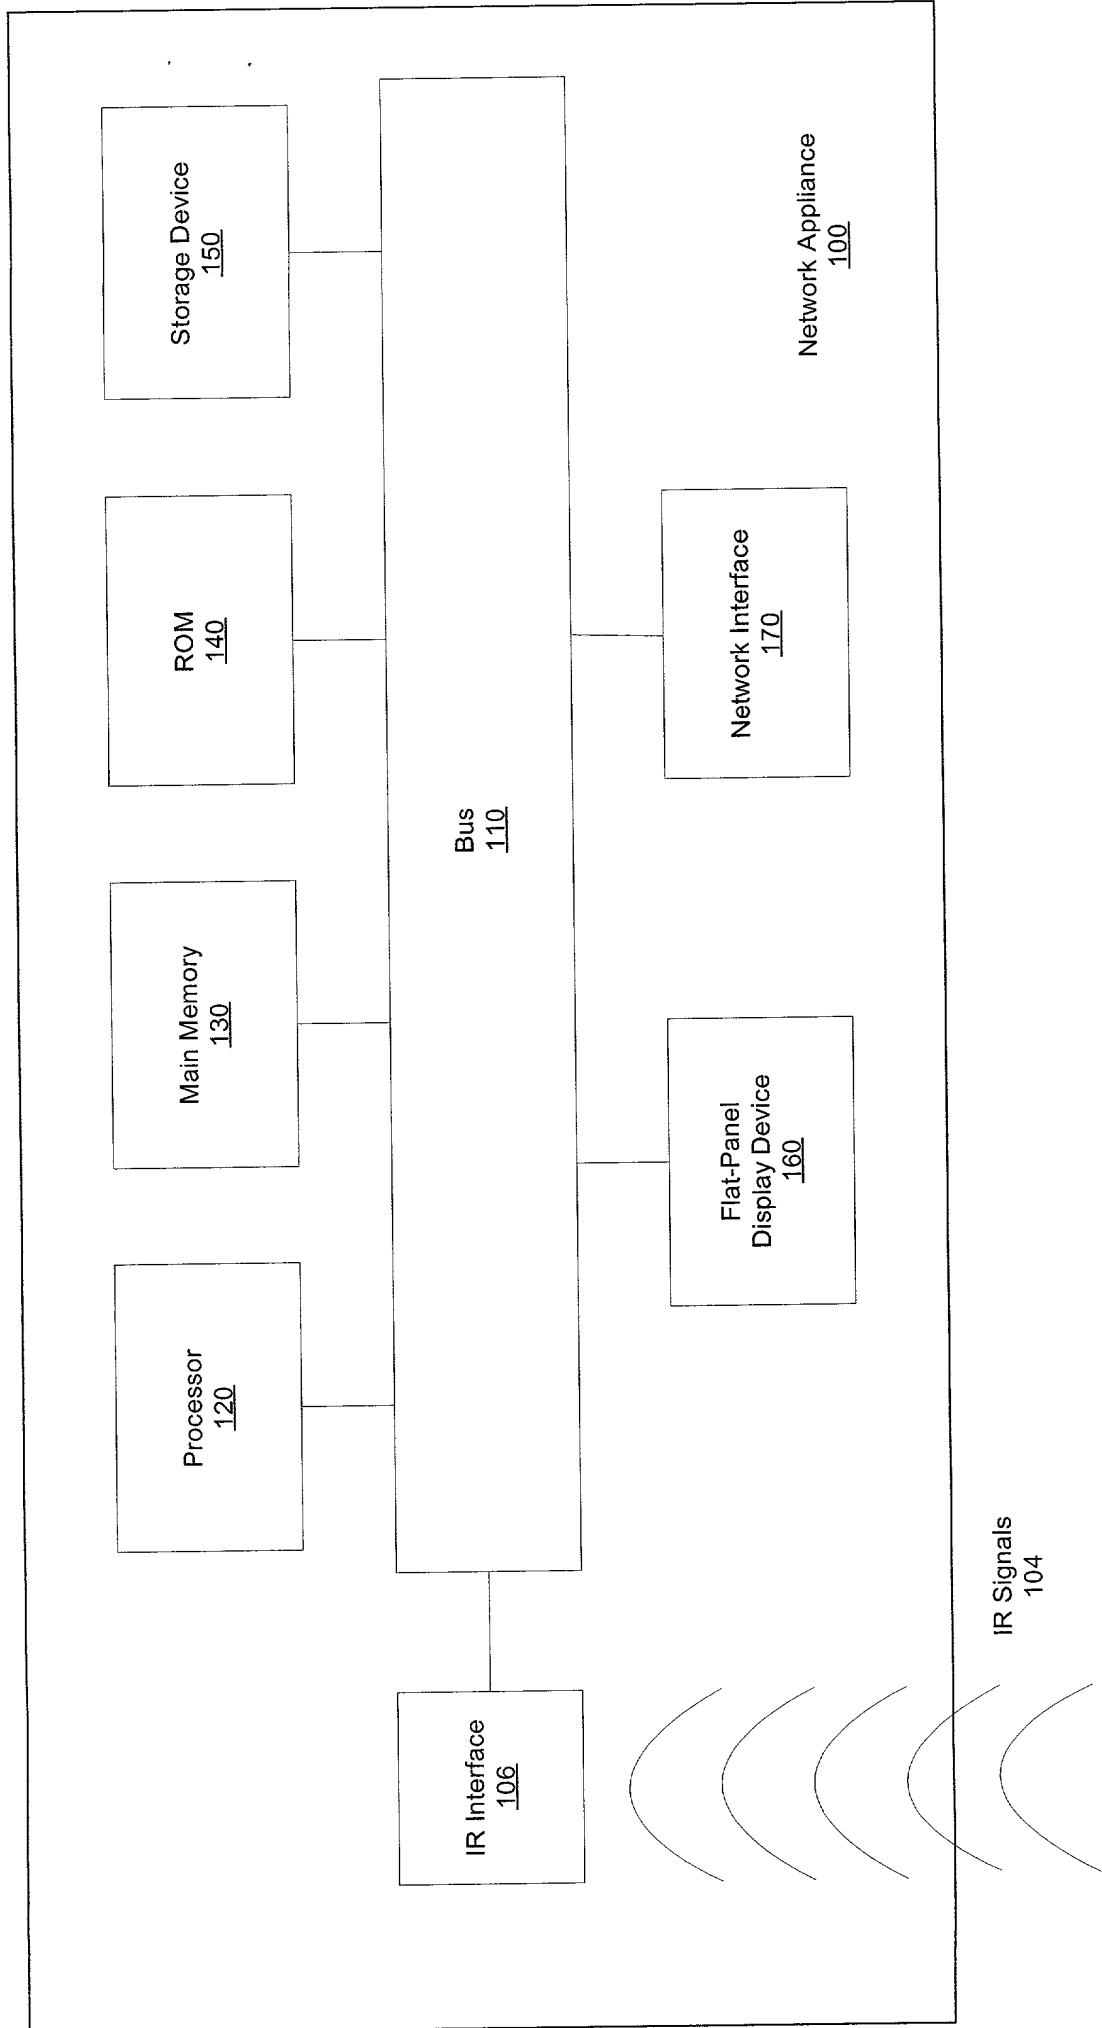 Processor
120
Main Memory
130
ROM
140
Storage Device
150
IR Interface
106
Bus
110
Flat-Panel
Display Device
160
Network Interface
170
Network Appliance
100
IR Signals
104